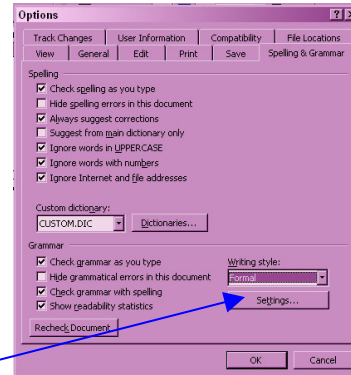 Options
Track Changes User Information Compatibility File Locations
View General Edit Print Save Spelling & Grammar
Spelling
Check spelling as you type
Hide spelling errors in this document
Always suggest corrections
Suggest from main dictionary only
Ignore words in UPPERCASE
Ignore words with numbers
Ignore Internet and file addresses
Custom dictionary:
CUSTOM.DIC Dictionaries...
Grammar
Check grammar as you type Writing style:
Hide grammatical errors in this document Formal
Check grammar with spelling Settings...
Show readability statistics
Recheck Document
OK Cancel